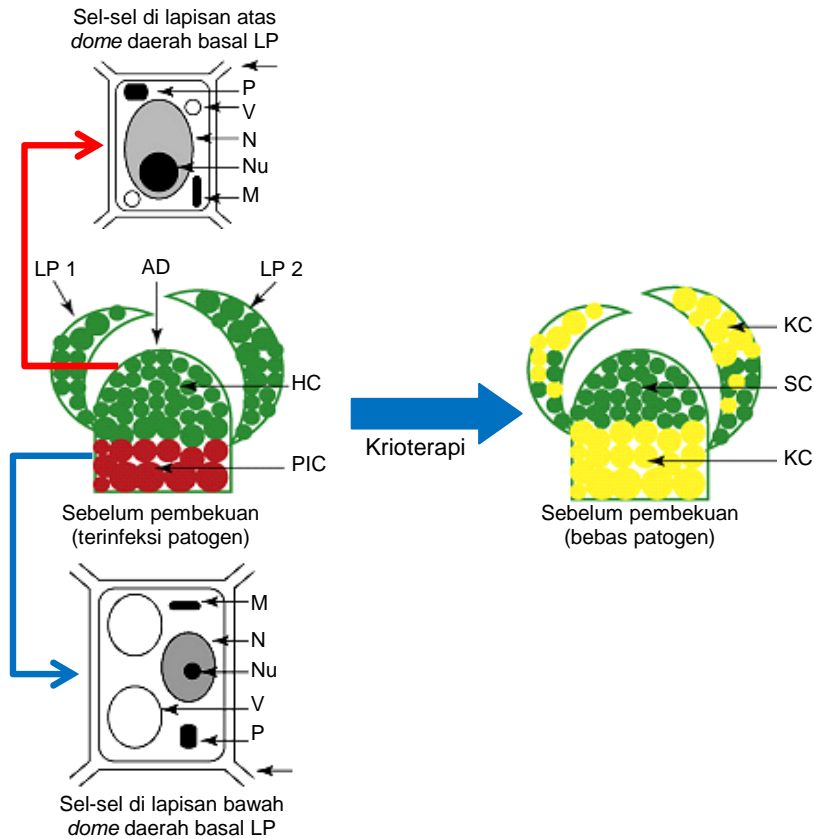 Sel-sel di lapisan atas
dome daerah basal LP
P
V
N
Nu
M
LP 1
AD
LP 2
HC
PIC
Sebelum pembekuan
(terinfeksi patogen)
Krioterapi
KC
SC
KC
Sebelum pembekuan
(bebas patogen)
M
N
Nu
V
P
Sel-sel di lapisan bawah
dome daerah basal LP